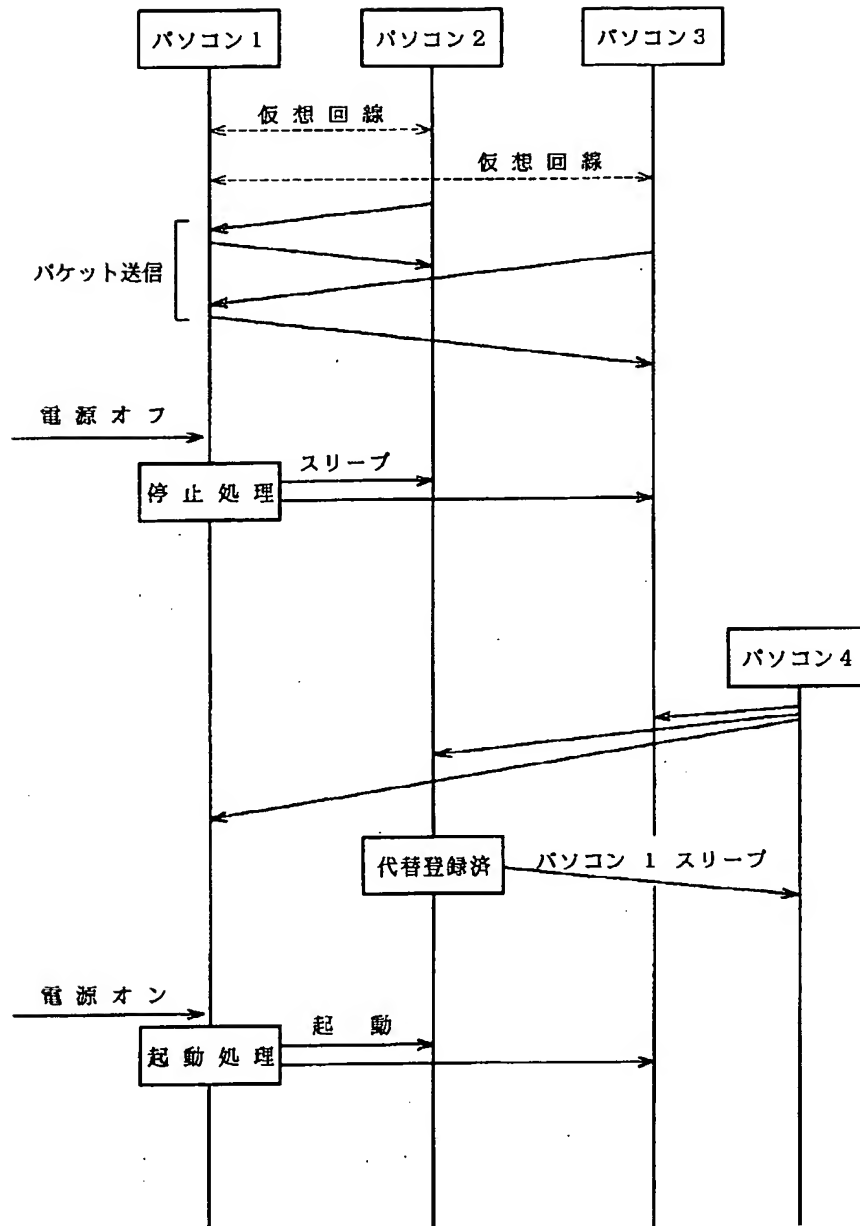 パソコン1
パソコン2
パソコン3
仮想回線
仮想回線
パケット送信
電源オフ
停止処理
スリープ
パソコン4
代替登録済
パソコン 1 スリープ
電源オン
起動処理
起 動